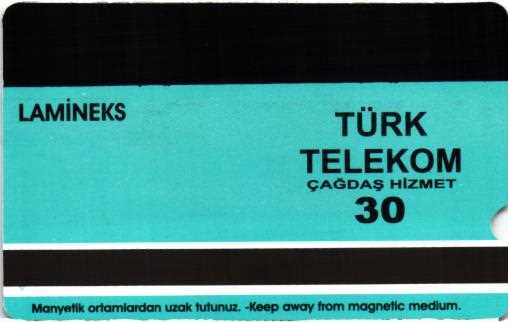 LAMİNEKS
TÜRK
TELEKOM
ÇAĞDAŞ HİZMET
30
Manyetik ortamlardan uzak tutunuz. -Keep away from magnetic medium.